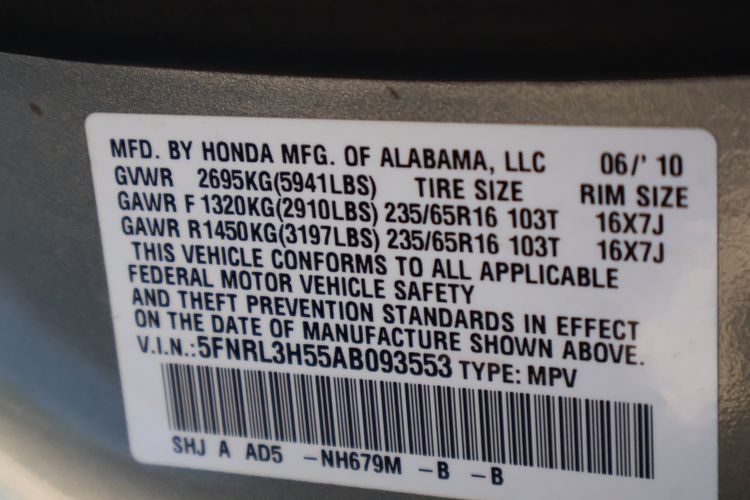 MFD. BY HONDA MFG. OF ALABAMA, LLC 06/' 10
GVWR 2695KG(5941LBS) TIRE SIZE RIM SIZE
GAWR F 1320KG(2910LBS) 235/65R16 103T 16X7J
GAWR R1450KG(3197LBS) 235/65R16 103T 16X7J
THIS VEHICLE CONFORMS TO ALL APPLICABLE
FEDERAL MOTOR VEHICLE SAFETY
AND THEFT PREVENTION STANDARDS IN EFFECT
ON THE DATE OF MANUFACTURE SHOWN ABOVE.
V.I.N.:5FNRL3H55AB093553 TYPE: MPV
SHJ A AD5 -NH679M -B -B